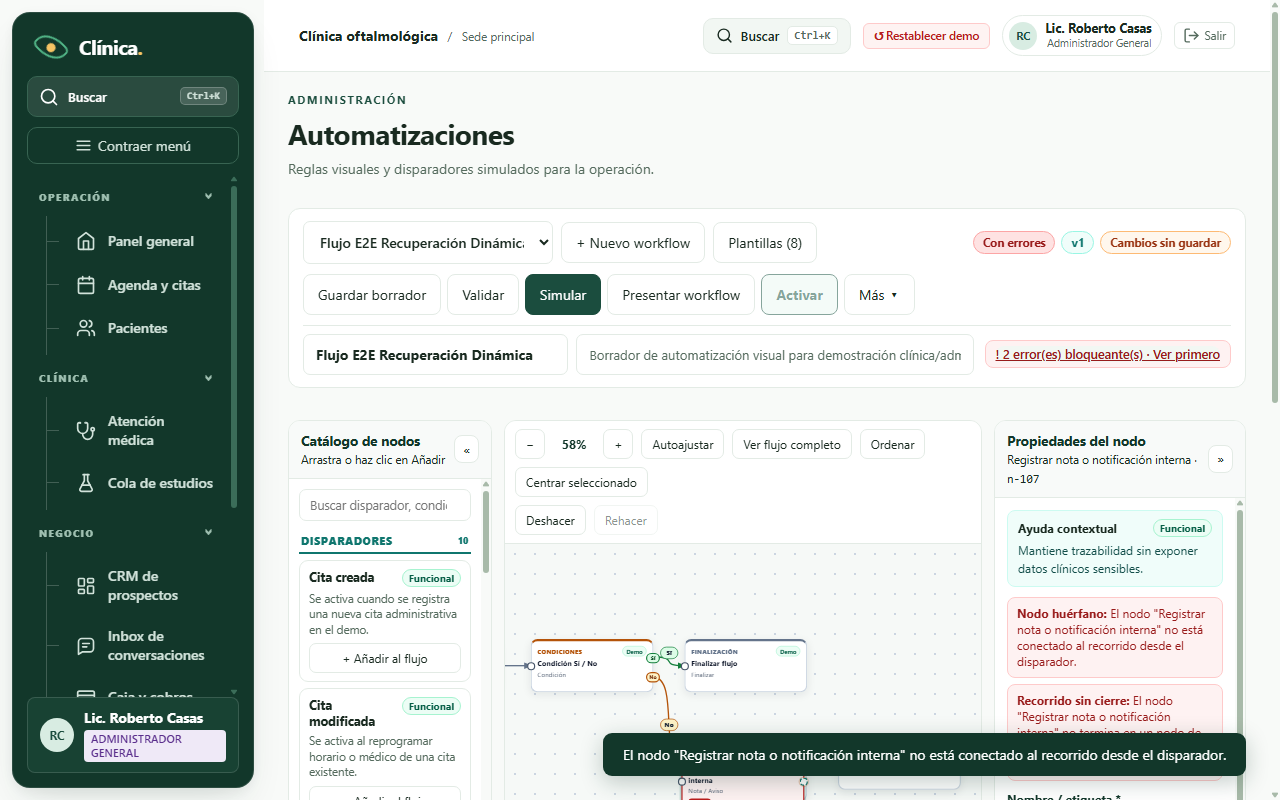 Clínica.
Buscar Ctrl+K
Contraer menú
OPERACIÓN
Panel general
Agenda y citas
Pacientes
CLÍNICA
Atención
médica
Cola de estudios
NEGOCIO
CRM de
prospectos
Inbox de
conversaciones
Caja y cobros
RC
Lic. Roberto Casas
ADMINISTRADOR
GENERAL
Clínica oftalmológica / Sede principal
Buscar Ctrl+K
↺ Restablecer demo
RC
Lic. Roberto Casas
Administrador General
Salir
ADMINISTRACIÓN
Automatizaciones
Reglas visuales y disparadores simulados para la operación.
Flujo E2E Recuperación Dinámic
+ Nuevo workflow
Plantillas (8)
Con errores
v1
Cambios sin guardar
Guardar borrador
Validar
Simular
Presentar workflow
Activar
Más ▾
Flujo E2E Recuperación Dinámica
Borrador de automatización visual para demostración clínica/adm
! 2 error(es) bloqueante(s) · Ver primero
Catálogo de nodos
Arrastra o haz clic en Añadir
«
Buscar disparador, condi
DISPARADORES 10
Cita creada Funcional
Se activa cuando se registra
una nueva cita administrativa
en el demo.
+ Añadir al flujo
Cita
modificada
Funcional
Se activa al reprogramar
horario o médico de una cita
existente.
+ Añadir al flujo
− 58% +
Autoajustar
Ver flujo completo
Ordenar
Centrar seleccionado
Deshacer
Rehacer
CONDICIONES Demo
Condición Sí / No
Condición
Sí
Sí
No
No
FINALIZACIÓN Demo
Finalizar flujo
Finalizar
interna
Nota / Aviso
Propiedades del nodo
Registrar nota o notificación interna ·
n-107
»
Ayuda contextual Funcional
Mantiene trazabilidad sin exponer
datos clínicos sensibles.
Nodo huérfano: El nodo "Registrar
nota o notificación interna" no está
conectado al recorrido desde el
disparador.
Recorrido sin cierre: El nodo
"Registrar nota o notificación
interna" no termina en un nodo de
Nombre / etiqueta *
El nodo "Registrar nota o notificación interna" no está conectado al recorrido desde el disparador.